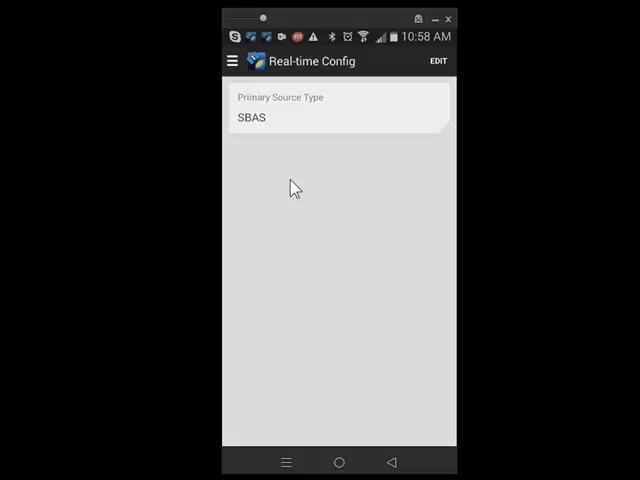 10:58 AM
Real-time Config
EDIT
Primary Source Type
SBAS